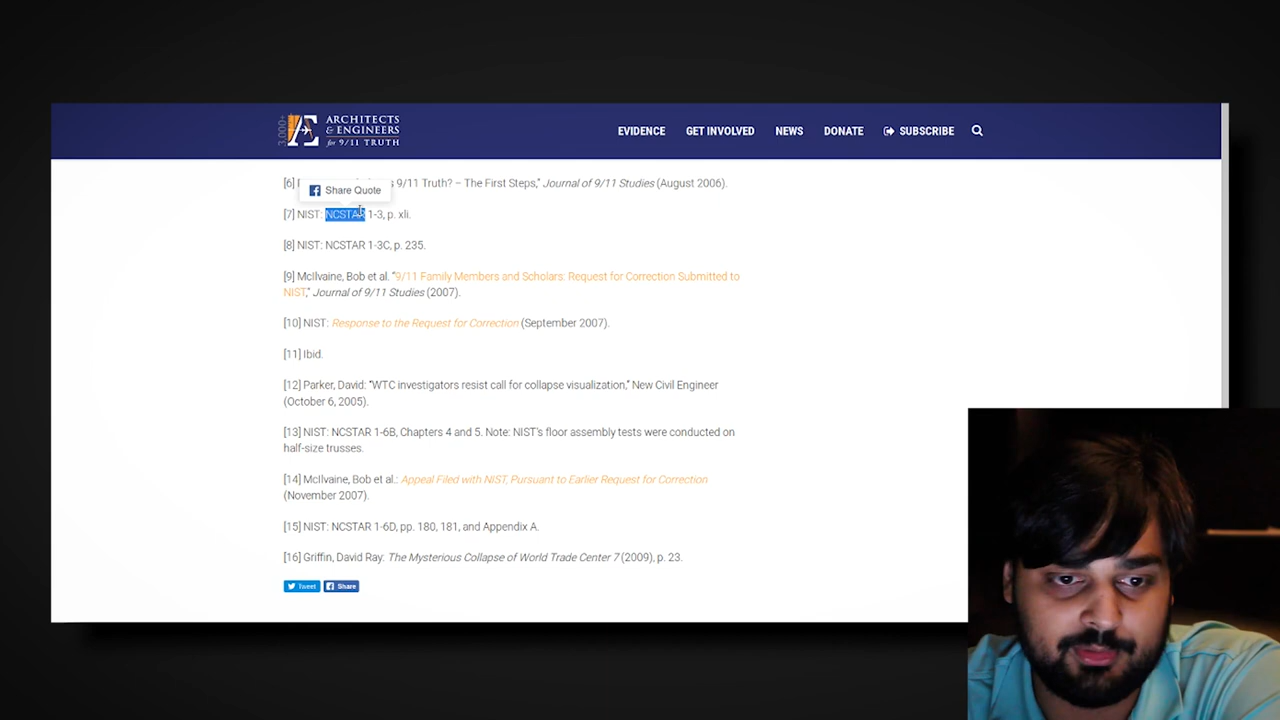 3,000+
ARCHITECTS
& ENGINEERS
for 9/11 TRUTH
EVIDENCE
GET INVOLVED
NEWS
DONATE
SUBSCRIBE
[6] 9/11 Truth? – The First Steps,” Journal of 9/11 Studies (August 2006).
Share Quote
[7] NIST: NCSTAR 1-3, p. xli.
[8] NIST: NCSTAR 1-3C, p. 235.
[9] McIlvaine, Bob et al. “9/11 Family Members and Scholars: Request for Correction Submitted to
NIST,” Journal of 9/11 Studies (2007).
[10] NIST: Response to the Request for Correction (September 2007).
[11] Ibid.
[12] Parker, David: “WTC investigators resist call for collapse visualization,” New Civil Engineer
(October 6, 2005).
[13] NIST: NCSTAR 1-6B, Chapters 4 and 5. Note: NIST’s floor assembly tests were conducted on
half-size trusses.
[14] McIlvaine, Bob et al.: Appeal Filed with NIST, Pursuant to Earlier Request for Correction
(November 2007).
[15] NIST: NCSTAR 1-6D, pp. 180, 181, and Appendix A.
[16] Griffin, David Ray: The Mysterious Collapse of World Trade Center 7 (2009), p. 23.
Tweet
Share